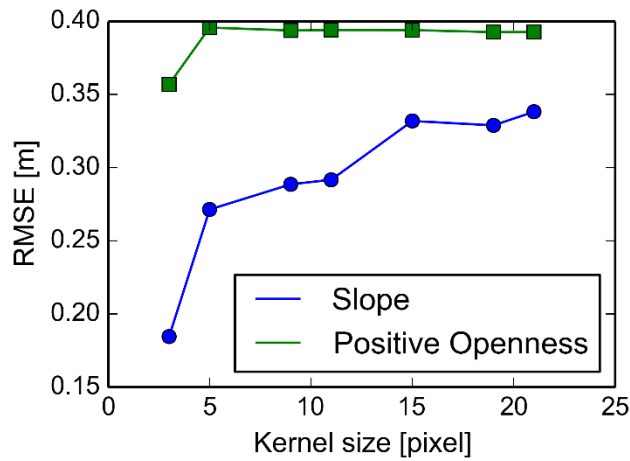 0.40
0.35
0.30
0.25
0.20
0.15
RMSE [m]
Slope
Positive Openness
0 5 10 15 20 25
Kernel size [pixel]